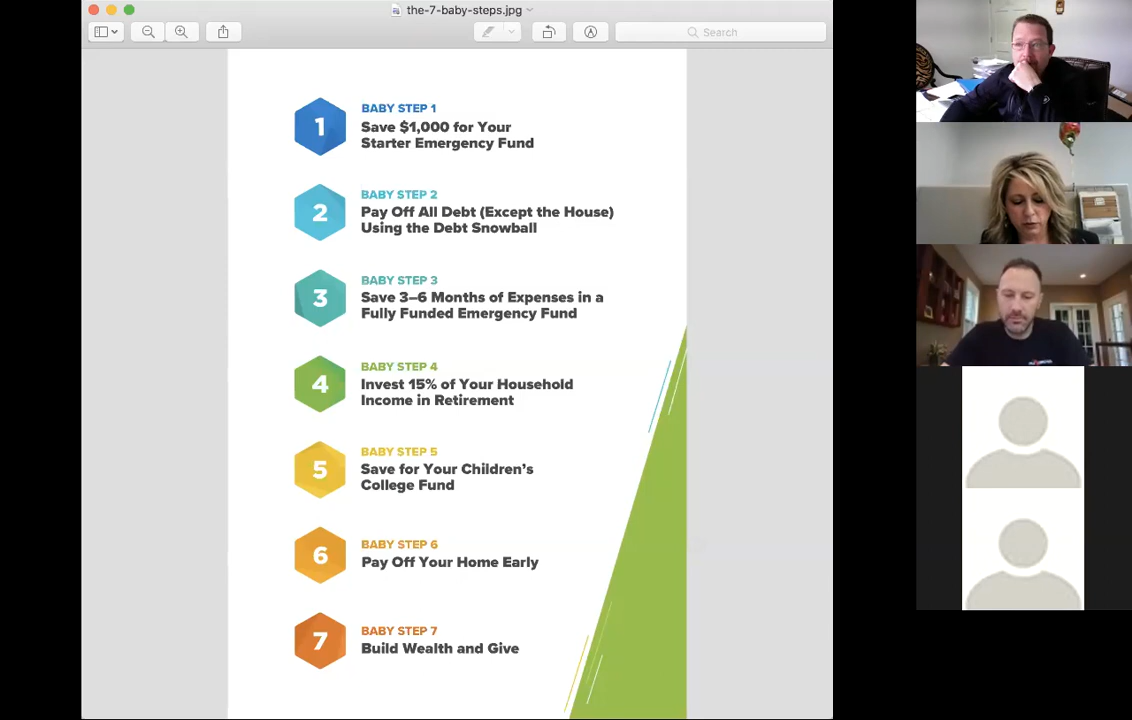 the-7-baby-steps.jpg
Search
1
BABY STEP 1
Save $1,000 for Your
Starter Emergency Fund
2
BABY STEP 2
Pay Off All Debt (Except the House)
Using the Debt Snowball
3
BABY STEP 3
Save 3–6 Months of Expenses in a
Fully Funded Emergency Fund
4
BABY STEP 4
Invest 15% of Your Household
Income in Retirement
5
BABY STEP 5
Save for Your Children's
College Fund
6
BABY STEP 6
Pay Off Your Home Early
7
BABY STEP 7
Build Wealth and Give